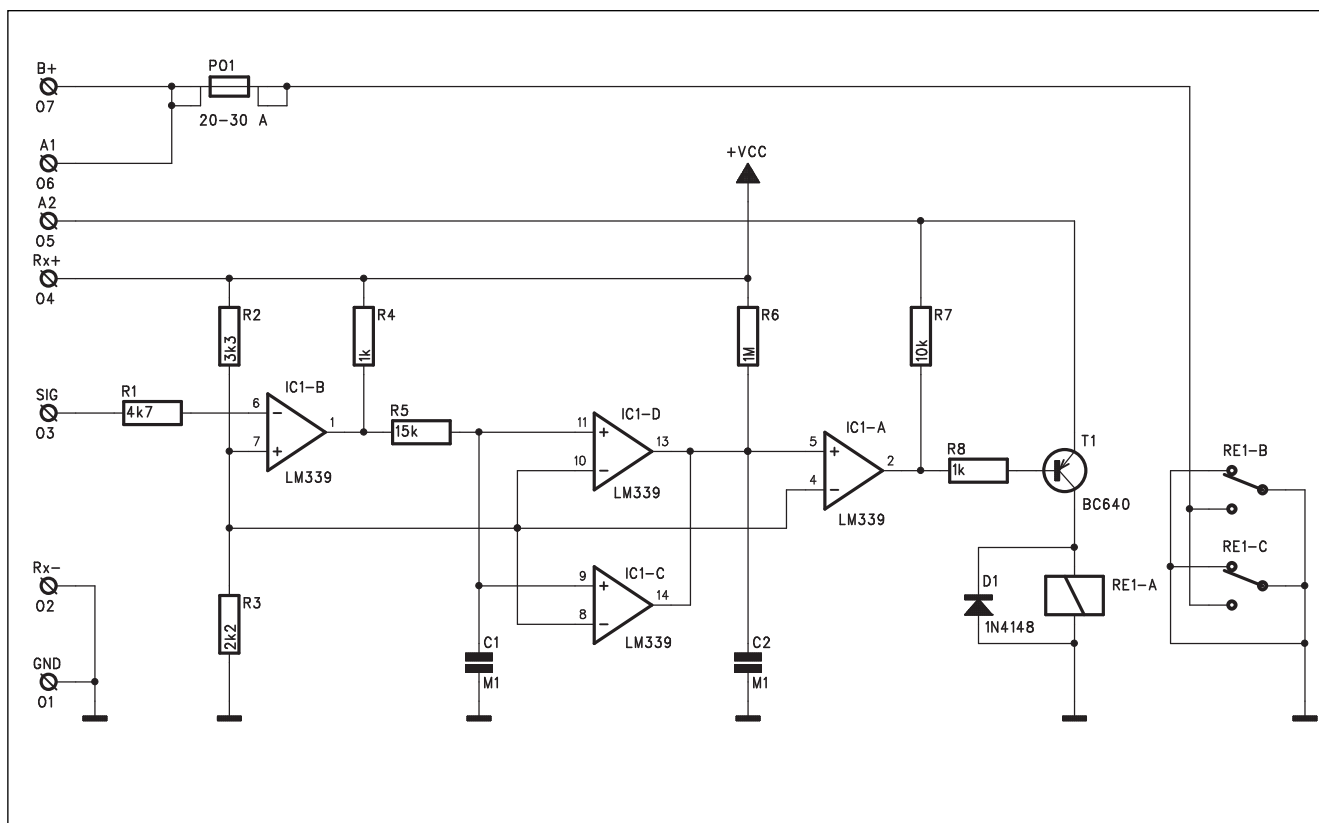 B+
O7
PO1
20-30 A
A1
O6
A2
O5
+VCC
Rx+
O4
R2
3k3
R4
1k
R6
1M
R7
10k
SIG
O3
R1
4k7
6
7
IC1-B
1
LM339
R5
15k
11
10
IC1-D
13
LM339
5
4
IC1-A
2
LM339
R8
1k
T1
BC640
RE1-B
RE1-C
Rx-
O2
R3
2k2
9
8
IC1-C
14
LM339
D1
1N4148
RE1-A
GND
O1
C1
M1
C2
M1